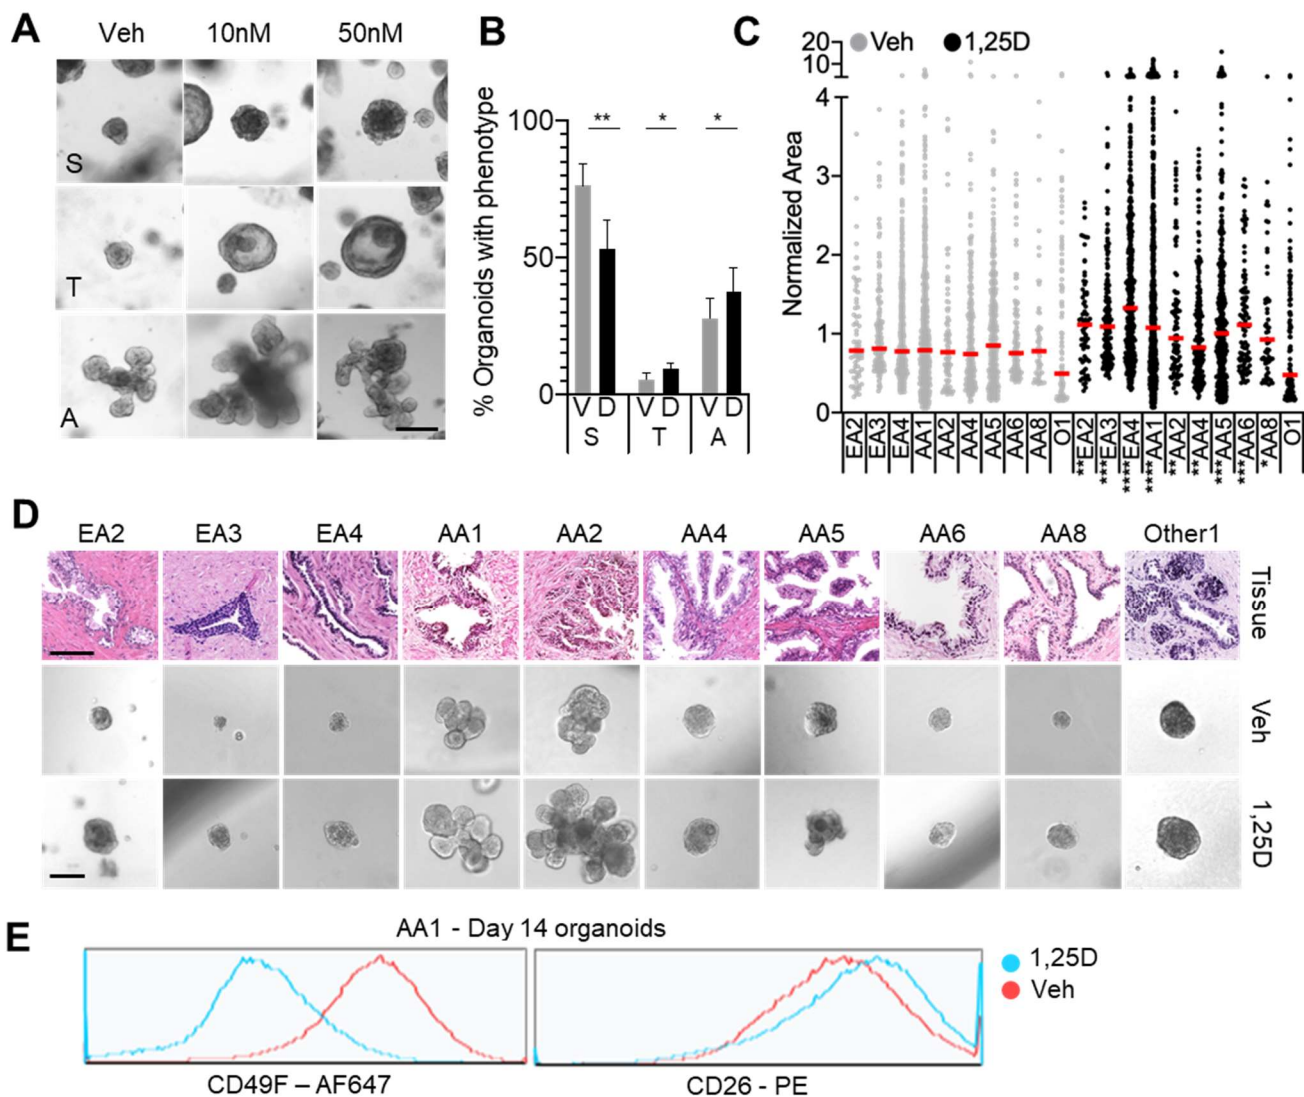 A
Veh 10nM 50nM
S
T
A
B
% Organoids with phenotype
100
50
0
** * *
V D V D V D
S T A
C
Veh 1,25D
Normalized Area
20
10
4
3
2
1
0
EA2 EA3 EA4 AA1 AA2 AA4 AA5 AA6 AA8 O1 **EA2 ***EA3 ****EA4 ****AA1 **AA2 **AA4 ***AA5 ***AA6 *AA8 O1
D
EA2 EA3 EA4 AA1 AA2 AA4 AA5 AA6 AA8 Other1
Tissue
Veh
1,25D
E
AA1 - Day 14 organoids
1,25D
Veh
CD49F – AF647
CD26 - PE